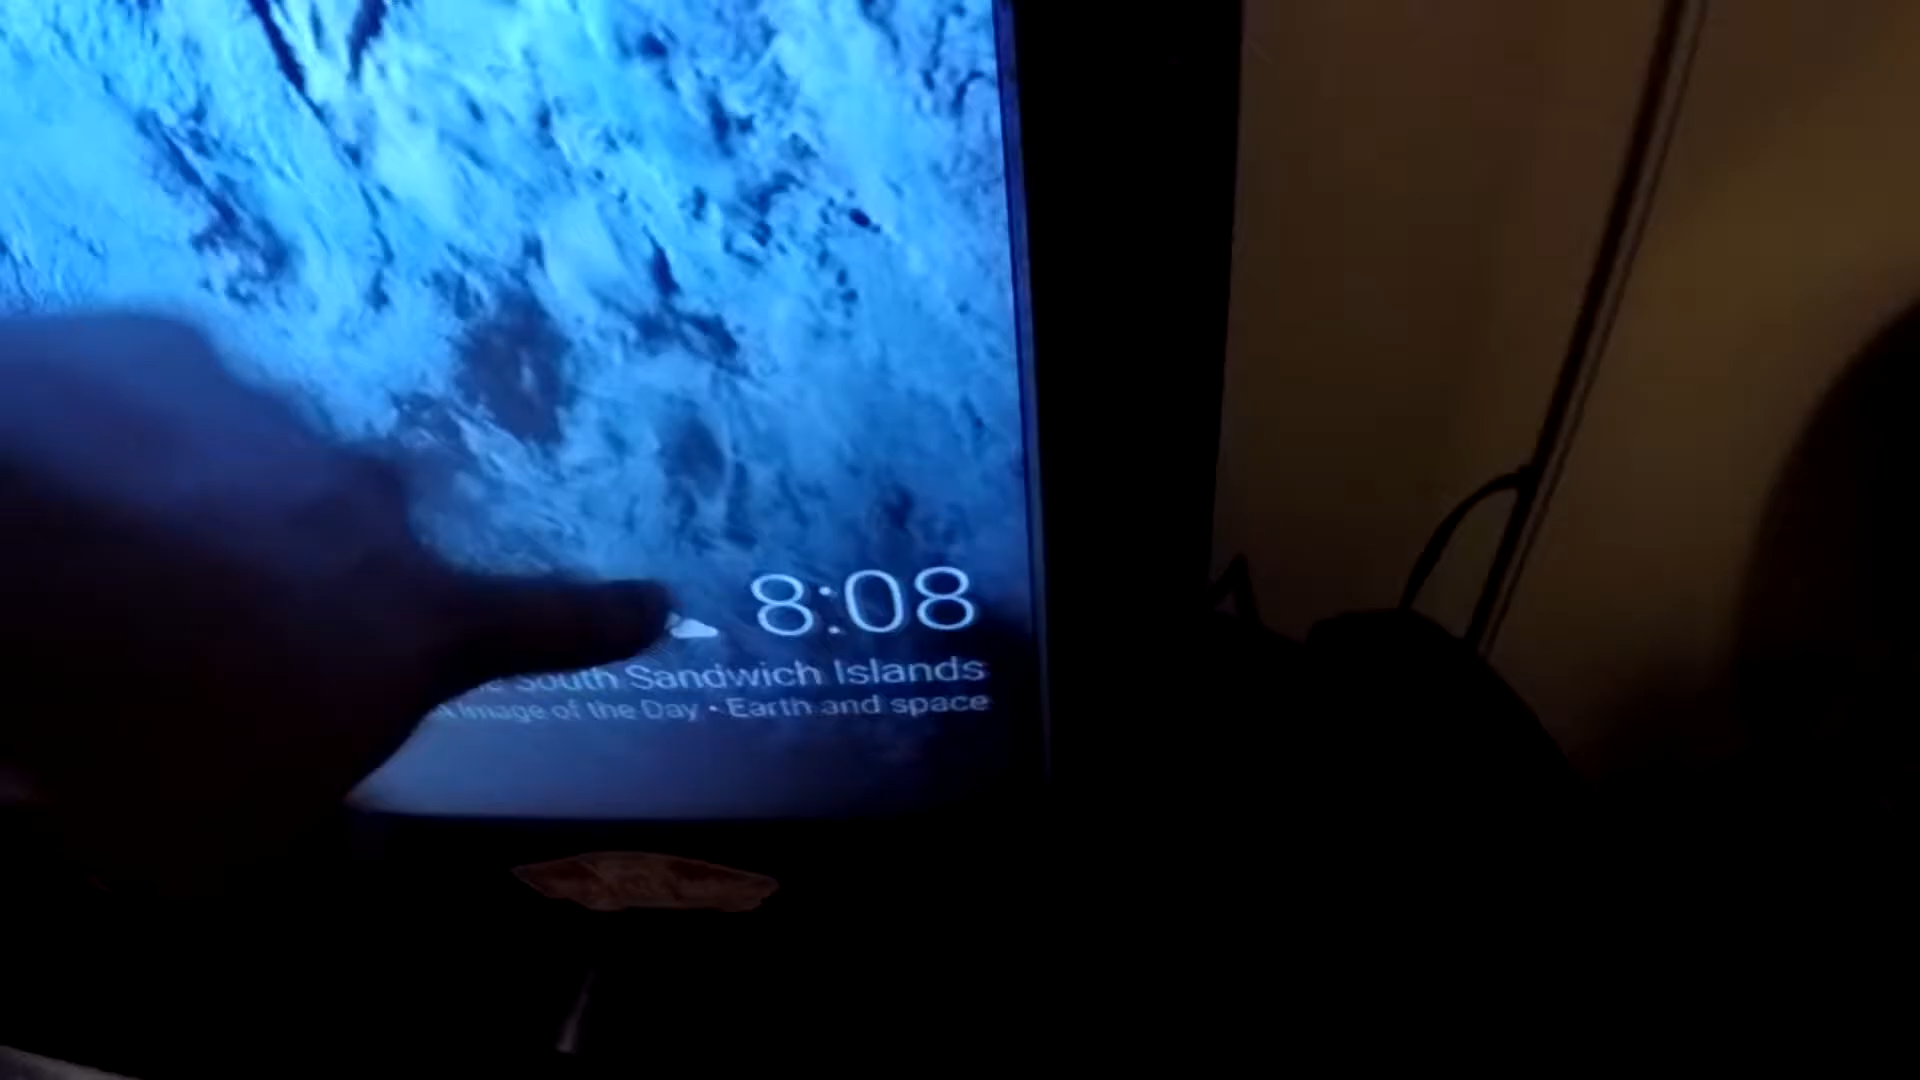 8:08
South Sandwich Islands
Image of the Day • Earth and space